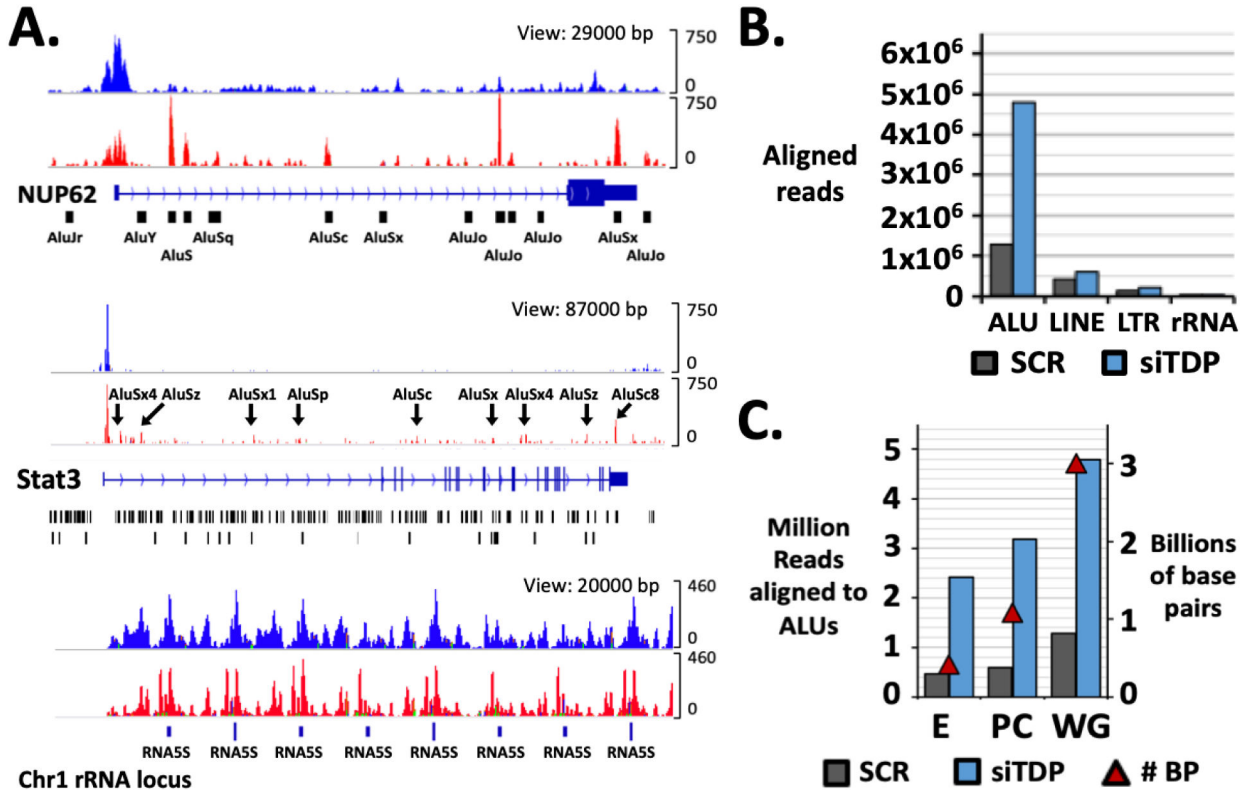 A.
View: 29000 bp
750
0
750
0
NUP62
AluJr AluY AluSq AluSc AluSx AluJo AluJo AluSx
AluS AluJo AluJo
View: 87000 bp
750
0
750
AluSx4 AluSz AluSx1 AluSp AluSc AluSx AluSx4 AluSz AluSc8
0
Stat3
View: 20000 bp
460
0
460
0
RNA5S RNA5S RNA5S RNA5S RNA5S RNA5S RNA5S RNA5S
Chr1 rRNA locus
B.
6x10⁶
5x10⁶
4x10⁶
3x10⁶
2x10⁶
1x10⁶
0
Aligned
reads
ALU LINE LTR rRNA
SCR siTDP
C.
5
4
3
2
1
0
Million
Reads
aligned to
ALUs
3
2
1
0
Billions
of base
pairs
E PC WG
SCR siTDP # BP